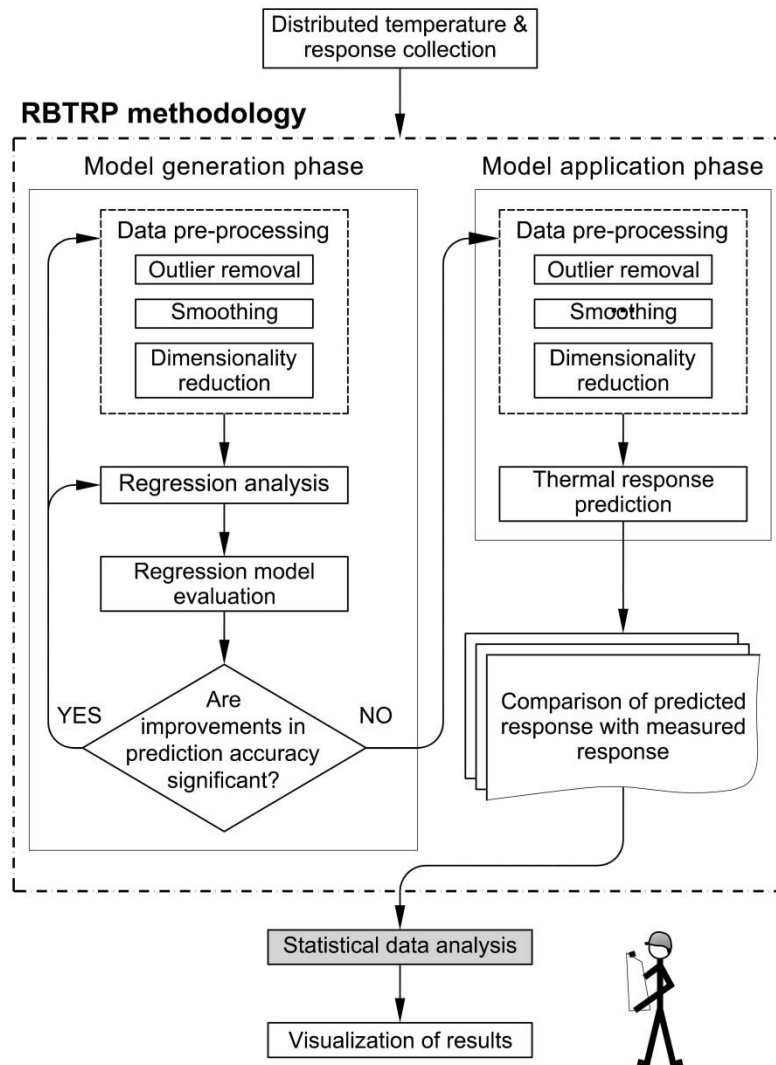 Distributed temperature &
response collection
RBTRP methodology
Model generation phase
Data pre-processing
Outlier removal
Smoothing
Dimensionality
reduction
Regression analysis
Regression model
evaluation
Are
improvements in
prediction accuracy
significant?
YES
NO
Model application phase
Data pre-processing
Outlier removal
Smoothing
Dimensionality
reduction
Thermal response
prediction
Comparison of predicted
response with measured
response
Statistical data analysis
Visualization of results